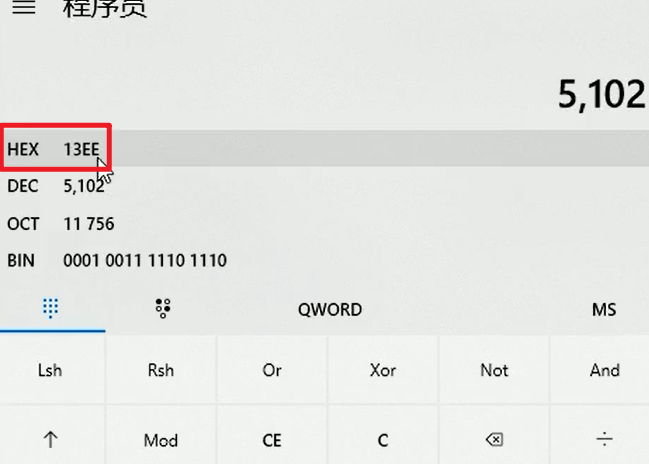 程序员
5,102
HEX 13EE
DEC 5,102
OCT 11 756
BIN 0001 0011 1110 1110
QWORD MS
Lsh Rsh Or Xor Not And
↑ Mod CE C ÷